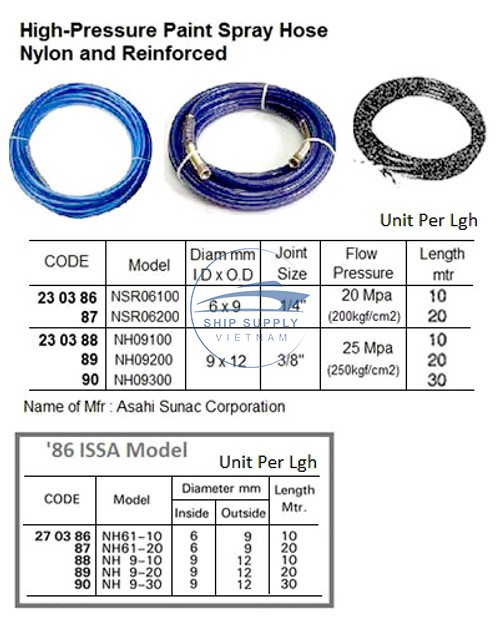 High-Pressure Paint Spray Hose
Nylon and Reinforced
Unit Per Lgh
CODE Model Diam mm I.D x O.D Joint Size Flow Pressure Length mtr
23 03 86 NSR06100 6 x 9 1/4" 20 Mpa (200kgf/cm2) 10
87 NSR06200 20
23 03 88 NH09100 9 x 12 3/8" 25 Mpa (250kgf/cm2) 10
89 NH09200 20
90 NH09300 30
SHIP SUPPLY
VIETNAM
Name of Mfr : Asahi Sunac Corporation
'86 ISSA Model
Unit Per Lgh
CODE Model Diameter mm Length Mtr.
Inside Outside
27 03 86 NH61-10 6 9 10
87 NH61-20 6 9 20
88 NH 9-10 9 12 10
89 NH 9-20 9 12 20
90 NH 9-30 9 12 30